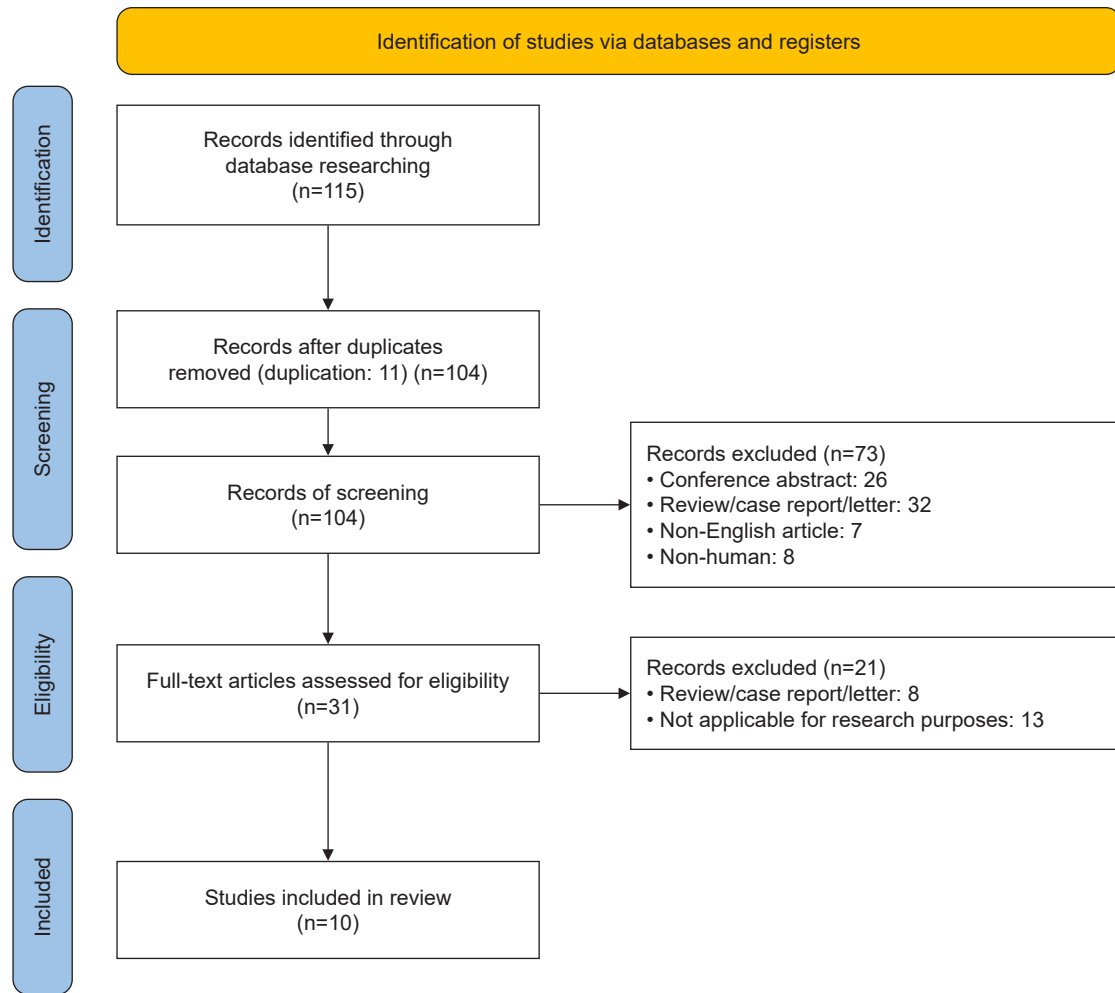 Identification of studies via databases and registers
Identification
Records identified through
database researching
(n=115)
Screening
Records after duplicates
removed (duplication: 11) (n=104)
Records of screening
(n=104)
Records excluded (n=73)
• Conference abstract: 26
• Review/case report/letter: 32
• Non-English article: 7
• Non-human: 8
Eligibility
Full-text articles assessed for eligibility
(n=31)
Records excluded (n=21)
• Review/case report/letter: 8
• Not applicable for research purposes: 13
Included
Studies included in review
(n=10)